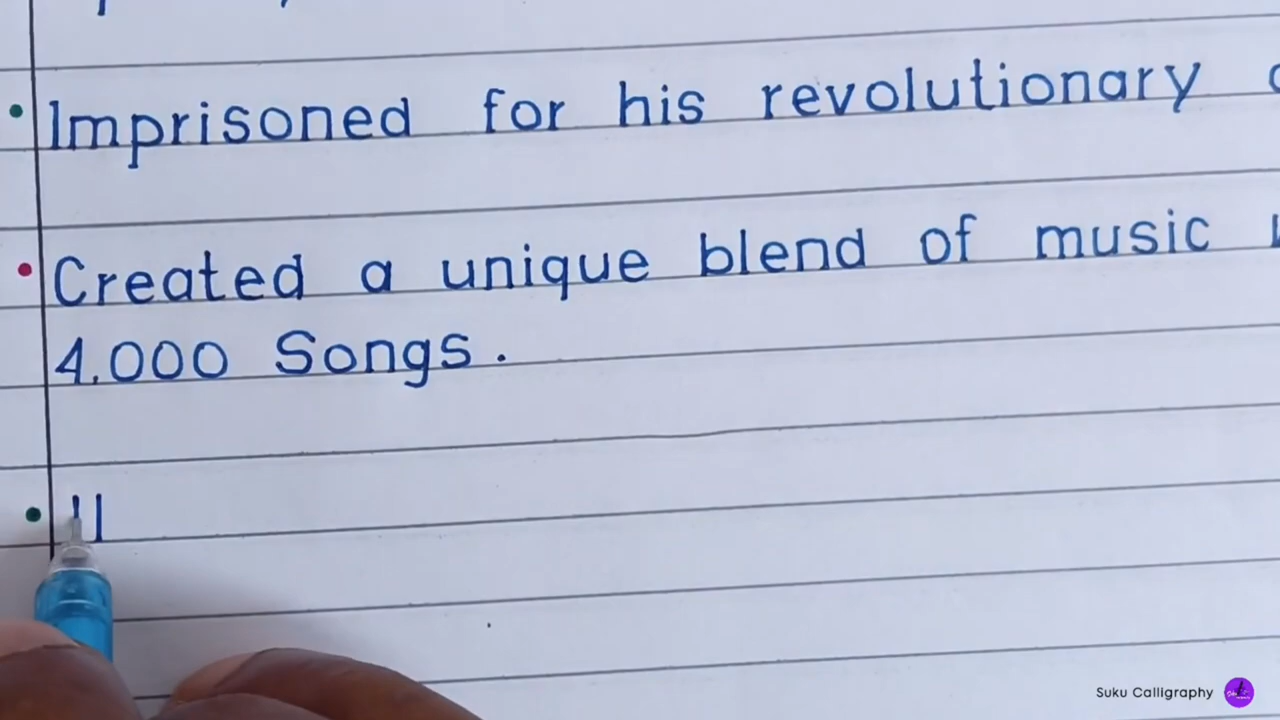 Imprisoned for his revolutionary
Created a unique blend of music
4,000 Songs.
Suku Calligraphy